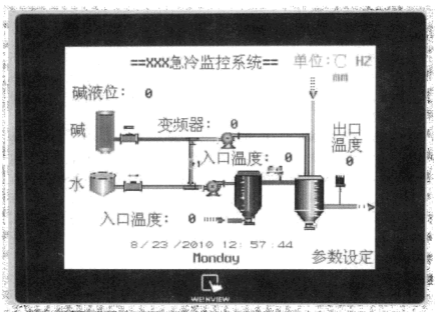 ==XXX急冷监控系统== 单位:℃ HZ
mm
碱液位: 0
碱
变频器: 0
出口
温度
0
入口温度: 0
水
入口温度: 0
8/23/2010 12:57:44
Monday
参数设定
WEINVIEW